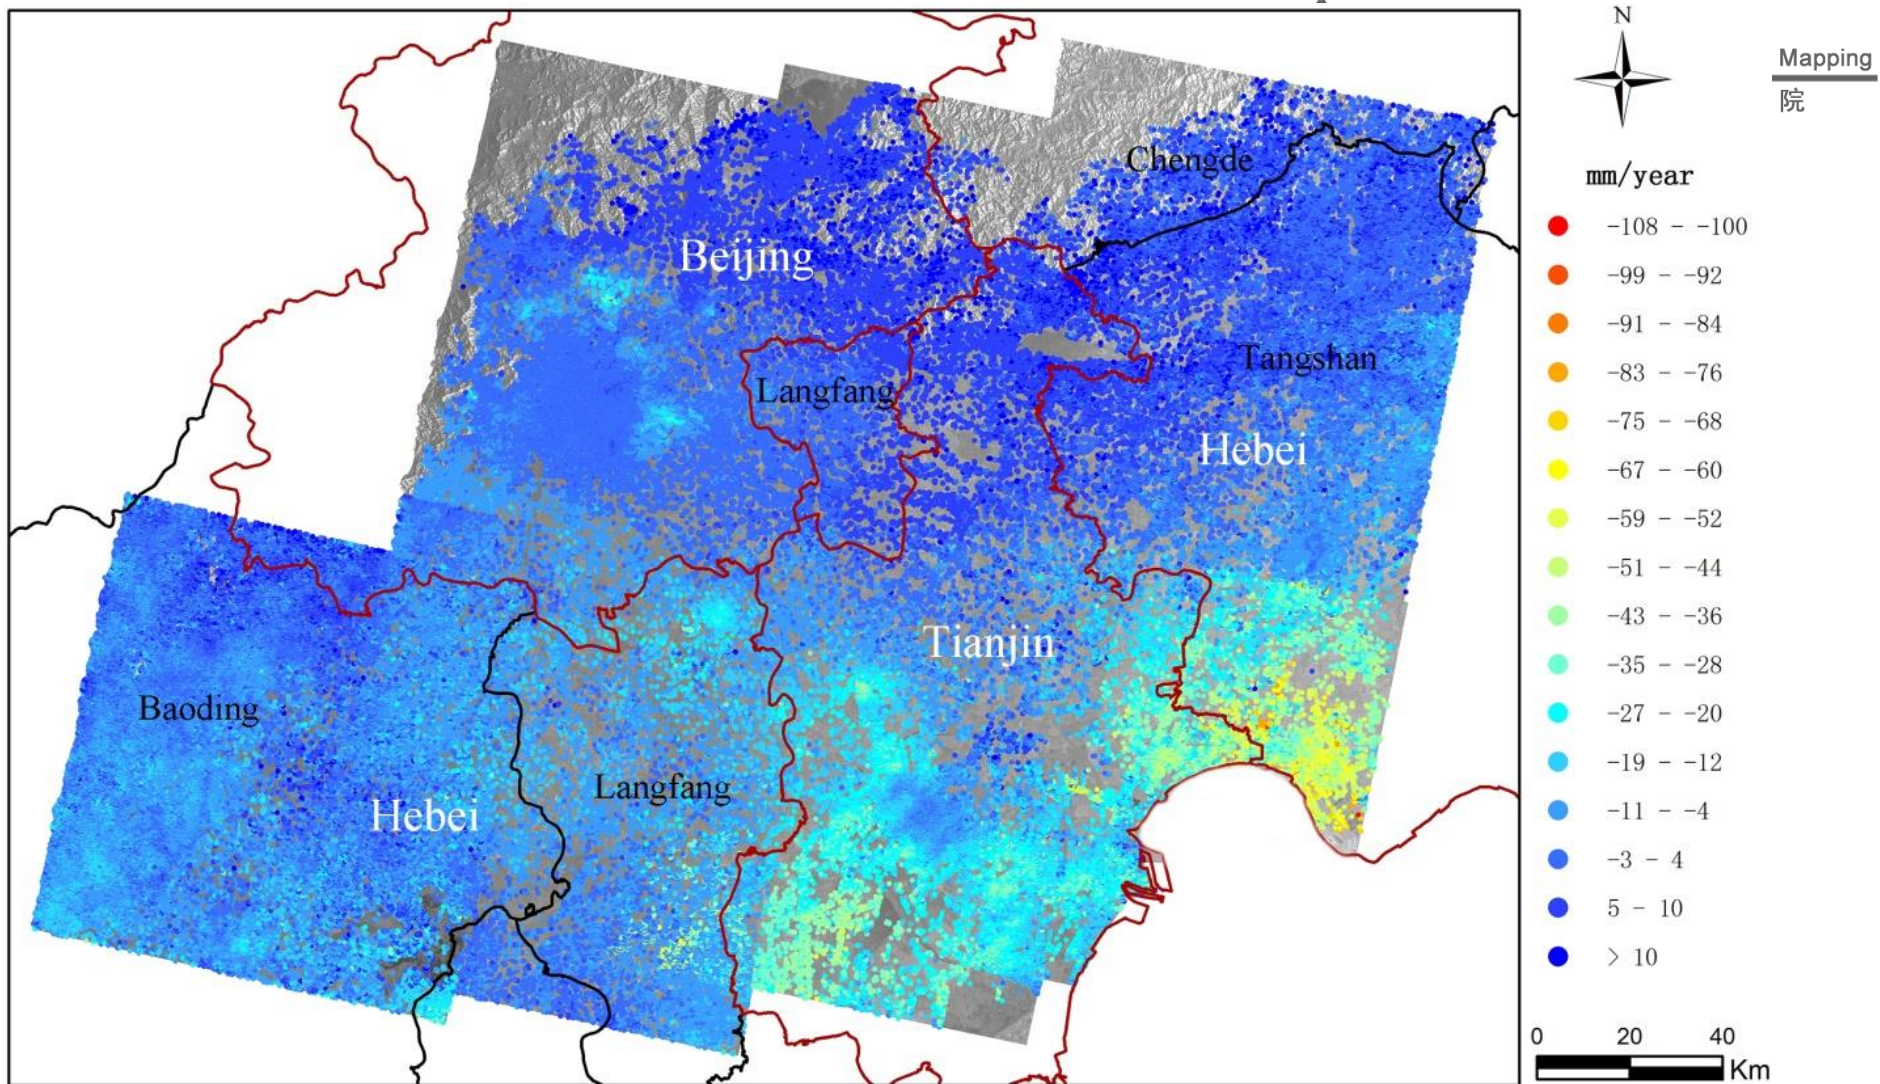 N
Mapping
院
mm/year
-108 - -100
-99 - -92
-91 - -84
-83 - -76
-75 - -68
-67 - -60
-59 - -52
-51 - -44
-43 - -36
-35 - -28
-27 - -20
-19 - -12
-11 - -4
-3 - 4
5 - 10
> 10
0 20 40
Km
Chengde
Beijing
Tangshan
Langfang
Hebei
Tianjin
Baoding
Langfang
Hebei